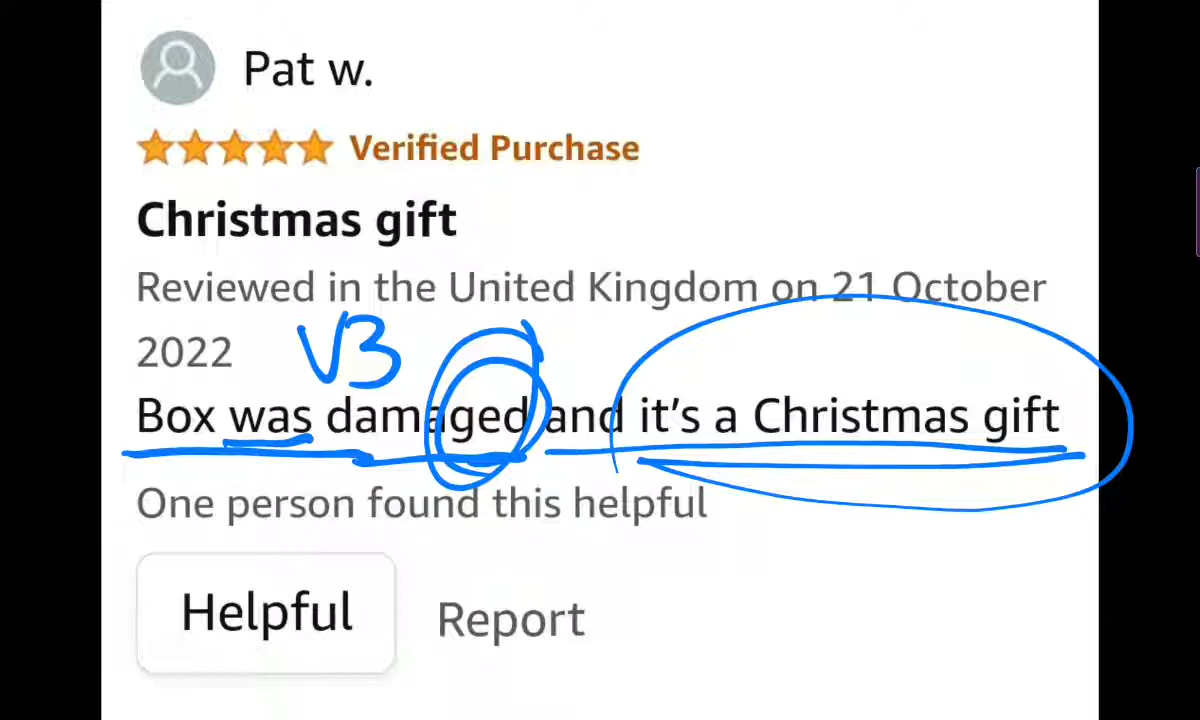 Pat w.
Verified Purchase
Christmas gift
Reviewed in the United Kingdom on 21 October
2022
V3
Box was damaged and it's a Christmas gift
One person found this helpful
Helpful
Report